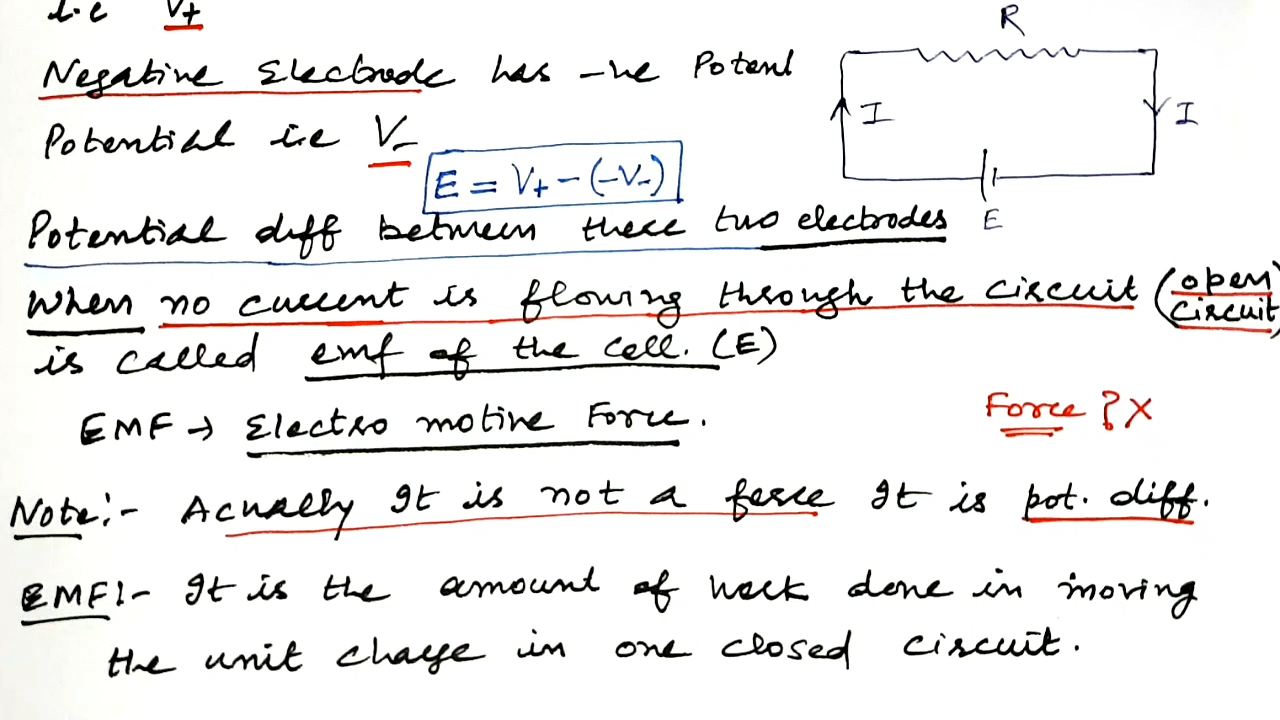 i.e V+
Negative Electrode has -ve Potenl
Potential i.e V-
E = V+ - (-V-)
R
I
I
E
Potential diff between these two electrodes
When no current is flowing through the circuit (open
circuit)
is called emf of the cell. (E)
EMF → Electro motive Force.
Force ? X
Note:- Acually It is not a force It is pot. diff.
EMF:- It is the amount of work done in moving
the unit charge in one closed circuit.